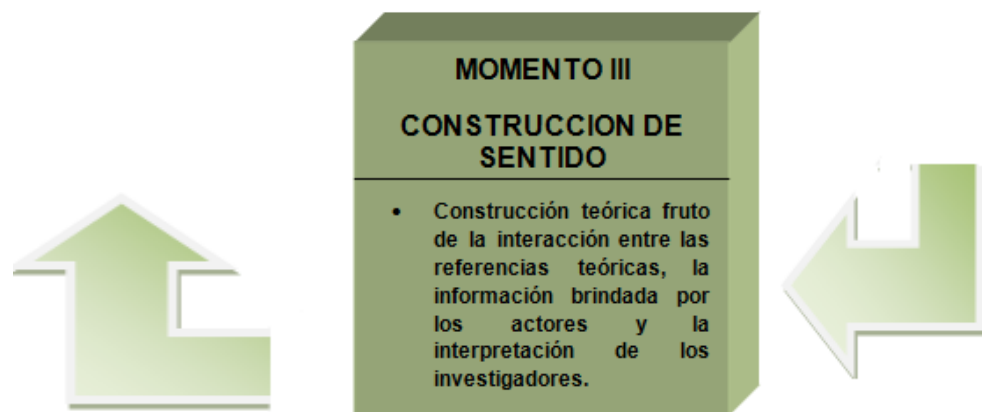 MOMENTO III
CONSTRUCCION DE
SENTIDO
• Construcción teórica fruto
de la interacción entre las
referencias teóricas, la
información brindada por
los actores y la
interpretación de los
investigadores.